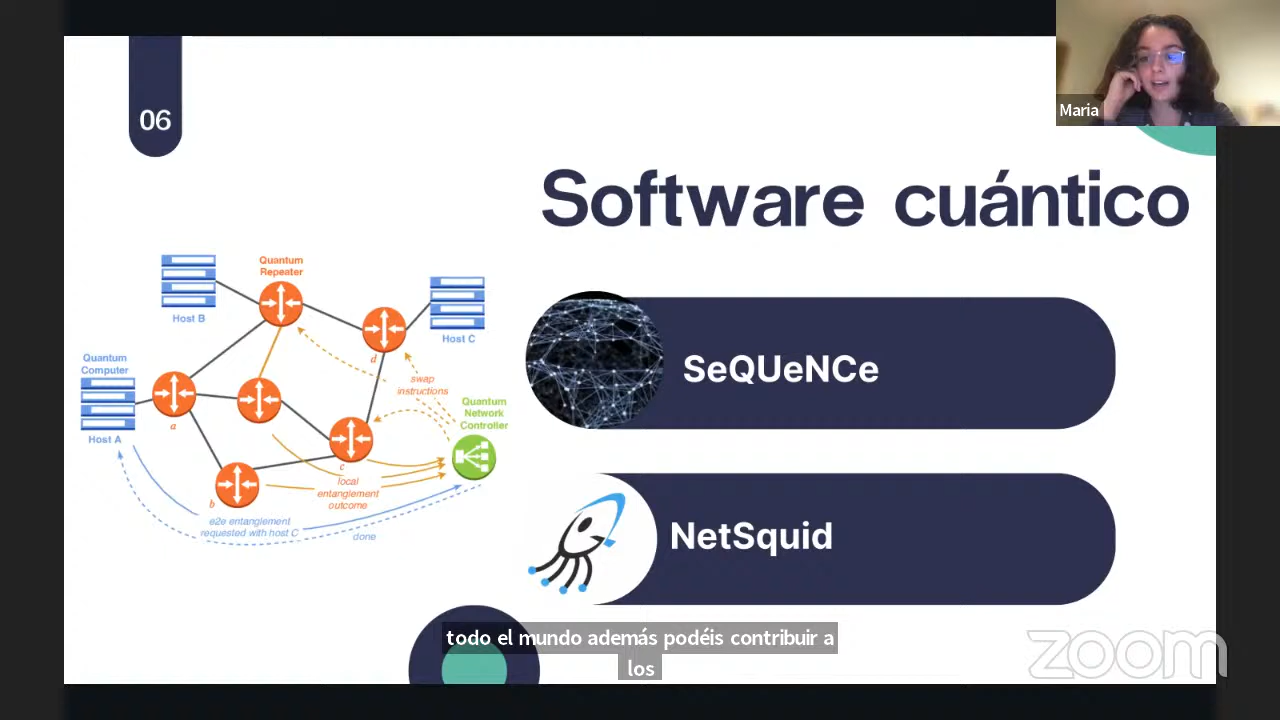 06
Maria
Software cuántico
Quantum
Repeater
Host B
Host C
Quantum
Computer
Host A
a
b
c
d
swap
instructions
Quantum
Network
Controller
local
entanglement
outcome
e2e entanglement
requested with host C
done
SeQUeNCe
NetSquid
todo el mundo además podéis contribuir a
los
zoom